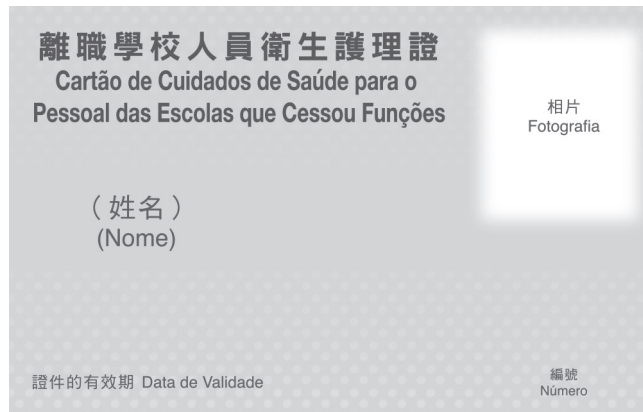 離職學校人員衛生護理證
Cartão de Cuidados de Saúde para o
Pessoal das Escolas que Cessou Funções
相片
Fotografia
（姓名）
(Nome)
證件的有效期 Data de Validade
編號
Número